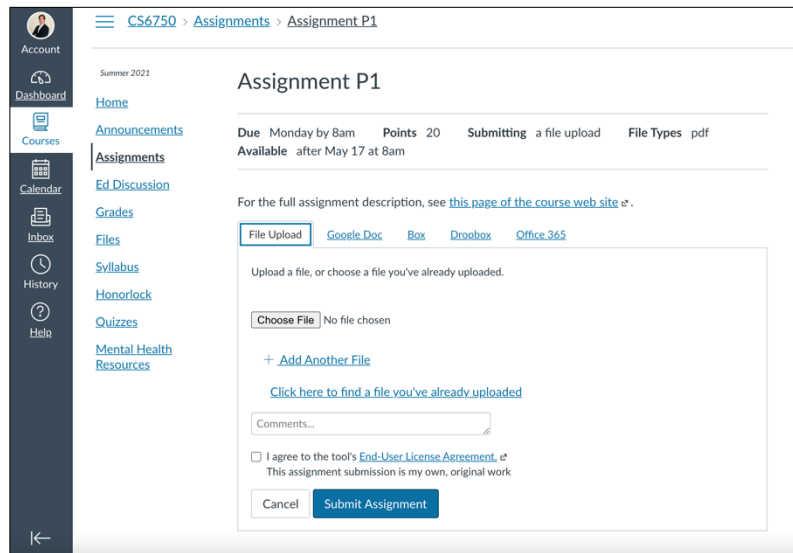 Account
Dashboard
Courses
Calendar
Inbox
History
Help
CS6750 > Assignments > Assignment P1
Summer 2021
Home
Announcements
Assignments
Ed Discussion
Grades
Files
Syllabus
Honorlock
Quizzes
Mental Health
Resources
Assignment P1
Due Monday by 8am Points 20 Submitting a file upload File Types pdf
Available after May 17 at 8am
For the full assignment description, see this page of the course web site .
File Upload Google Doc Box Dropbox Office 365
Upload a file, or choose a file you've already uploaded.
Choose File No file chosen
+ Add Another File
Click here to find a file you've already uploaded
Comments...
I agree to the tool's End-User License Agreement.
This assignment submission is my own, original work
Cancel Submit Assignment